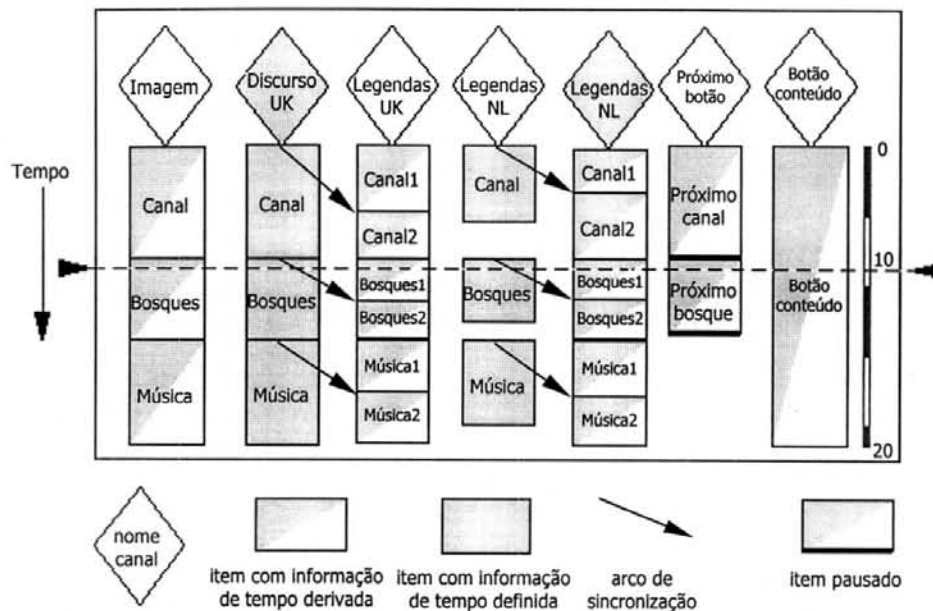 Imagem
Discurso
UK
Legendas
UK
Legendas
NL
Legendas
NL
Próximo
botão
Botão
conteúdo
Tempo
Canal
Bosques
Música
Canal
Bosques
Música
Canal1
Canal2
Bosques1
Bosques2
Música1
Música2
Canal
Bosques
Música
Canal1
Canal2
Bosques1
Bosques2
Música1
Música2
Próximo
canal
Próximo
bosque
Botão
conteúdo
0
10
20
nome
canal
item com informação
de tempo derivada
item com informação
de tempo definida
arco de
sincronização
item pausado